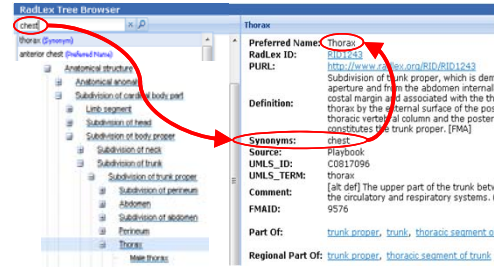 RadLex Tree Browser
chest
thorax (Synonym)
anterior chest (Preferred Name)
Anatomical structure
Anatomical anomaly
Subdivision of cardinal body part
Limb segment
Subdivision of head
Subdivision of body proper
Subdivision of neck
Subdivision of trunk
Subdivision of trunk proper
Subdivision of perineum
Abdomen
Subdivision of abdomen
Perineum
Thorax
Male thorax
Thorax
Preferred Name: Thorax
RadLex ID: RID1243
PURL: http://www.radlex.org/RID/RID1243
Definition: Subdivision of trunk proper, which is dem
aperture and from the abdomen internal
costal margin and associated with the th
thorax by the external surface of the pos
thoracic vertebral column and the poster
constitutes the trunk proper. [FMA]
Synonyms: chest
Source: Playbook
UMLS_ID: C0817096
UMLS_TERM: thorax
Comment: [alt def] The upper part of the trunk betw
the circulatory and respiratory systems. (
FMAID: 9576
Part Of: trunk proper, trunk, thoracic segment o
Regional Part Of: trunk proper, thoracic segment of trunk